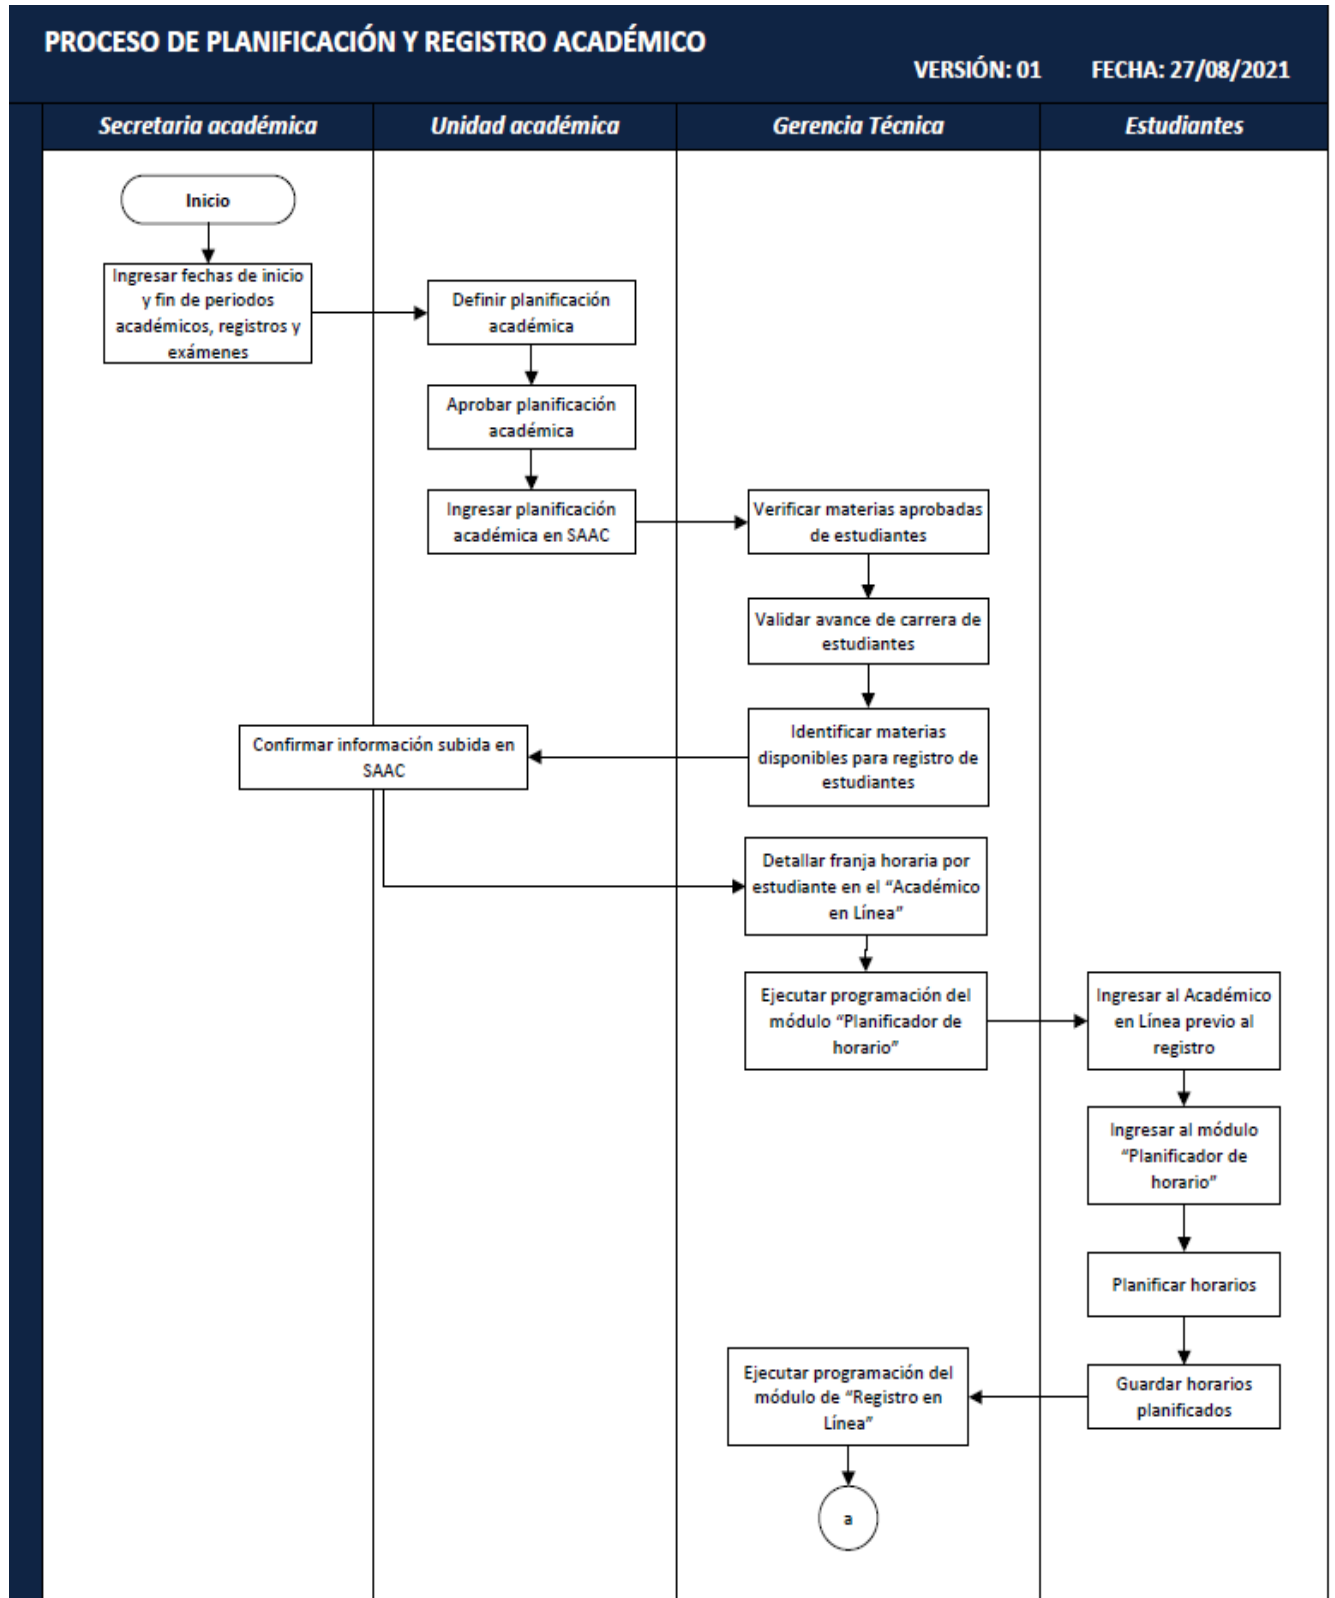 PROCESO DE PLANIFICACIÓN Y REGISTRO ACADÉMICO
VERSIÓN: 01
FECHA: 27/08/2021
Secretaria académica
Unidad académica
Gerencia Técnica
Estudiantes
Inicio
Ingresar fechas de inicio
y fin de periodos
académicos, registros y
exámenes
Definir planificación
académica
Aprobar planificación
académica
Ingresar planificación
académica en SAAC
Verificar materias aprobadas
de estudiantes
Validar avance de carrera de
estudiantes
Identificar materias
disponibles para registro de
estudiantes
Confirmar información subida en
SAAC
Detallar franja horaria por
estudiante en el “Académico
en Línea”
Ejecutar programación del
módulo “Planificador de
horario”
Ingresar al Académico
en Línea previo al
registro
Ingresar al módulo
“Planificador de
horario”
Planificar horarios
Guardar horarios
planificados
Ejecutar programación del
módulo de “Registro en
Línea”
a